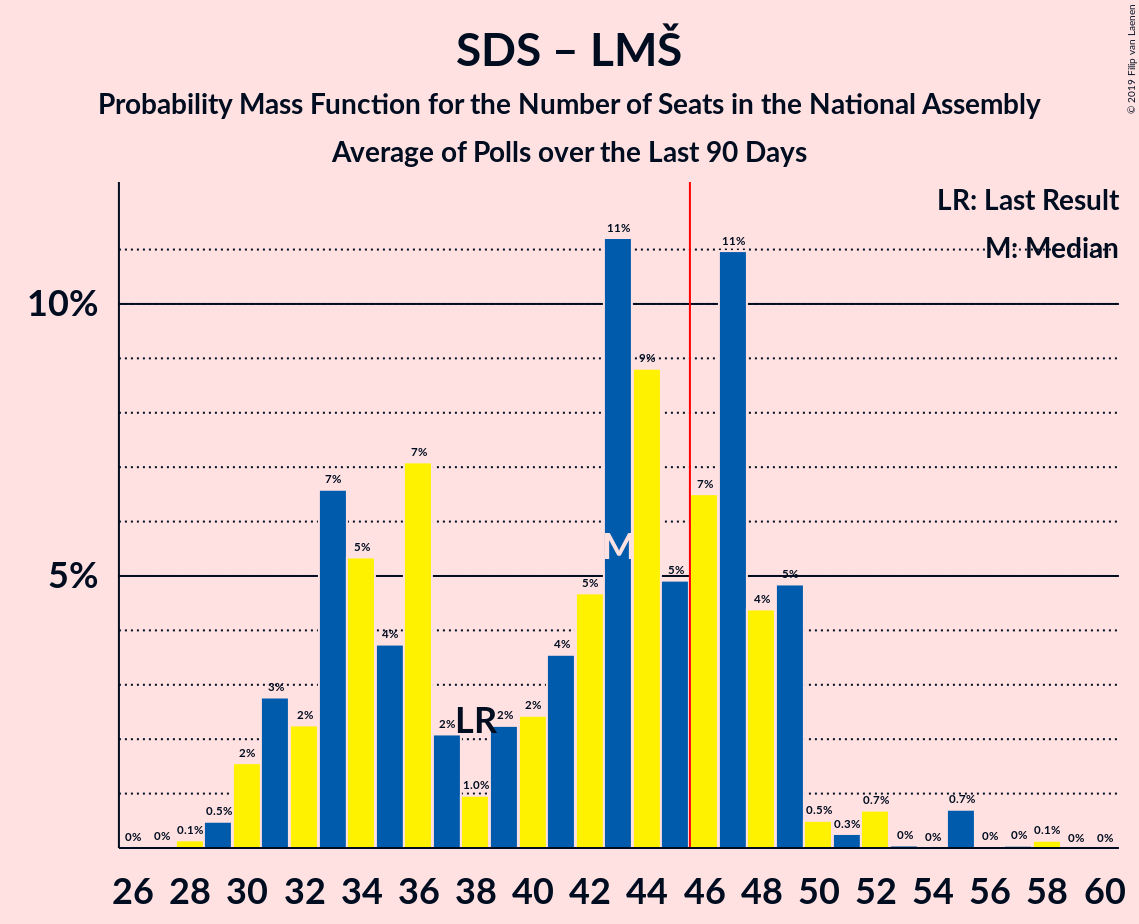 SDS – LMŠ
Probability Mass Function for the Number of Seats in the National Assembly
Average of Polls over the Last 90 Days
© 2019 Filip van Laenen
LR: Last Result
M: Median
10%
5%
0% 0% 0.1% 0.5% 2% 3% 2% 7% 5% 4% 7% 2% 1.0% 2% 2% 4% 5% 11% 9% 5% 7% 11% 4% 5% 0.5% 0.3% 0.7% 0% 0% 0.7% 0% 0% 0.1% 0% 0%
LR
M
26 28 30 32 34 36 38 40 42 44 46 48 50 52 54 56 58 60